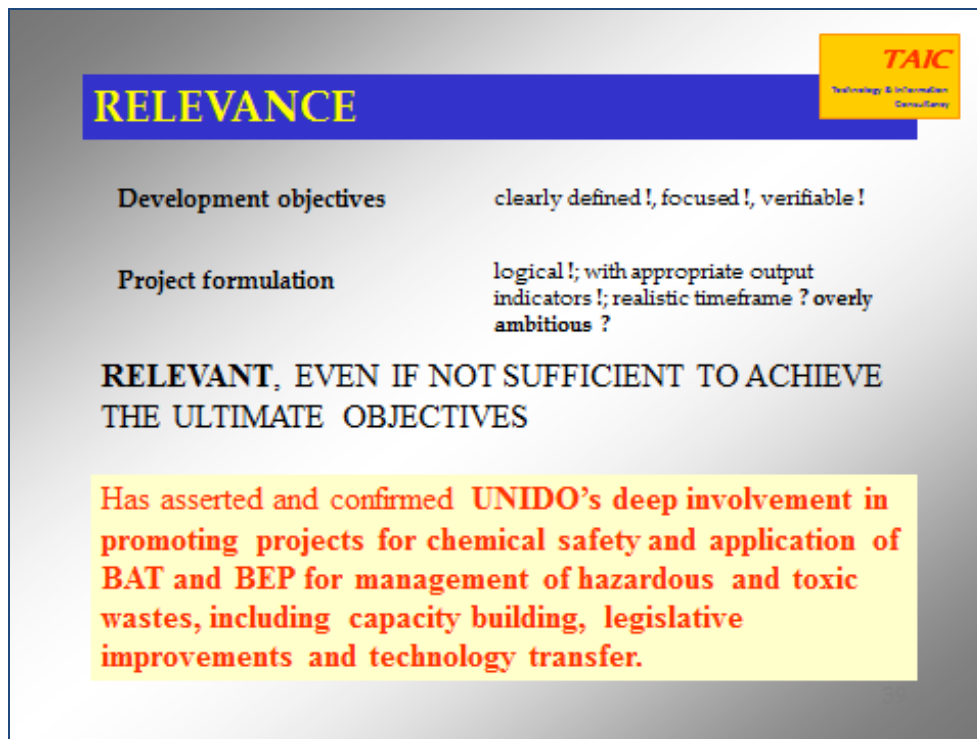 TAIC
Technology & Information
Consultancy
RELEVANCE
Development objectives
clearly defined !, focused !, verifiable !
Project formulation
logical !; with appropriate output
indicators !; realistic timeframe ? overly
ambitious ?
RELEVANT, EVEN IF NOT SUFFICIENT TO ACHIEVE
THE ULTIMATE OBJECTIVES
Has asserted and confirmed UNIDO’s deep involvement in
promoting projects for chemical safety and application of
BAT and BEP for management of hazardous and toxic
wastes, including capacity building, legislative
improvements and technology transfer.